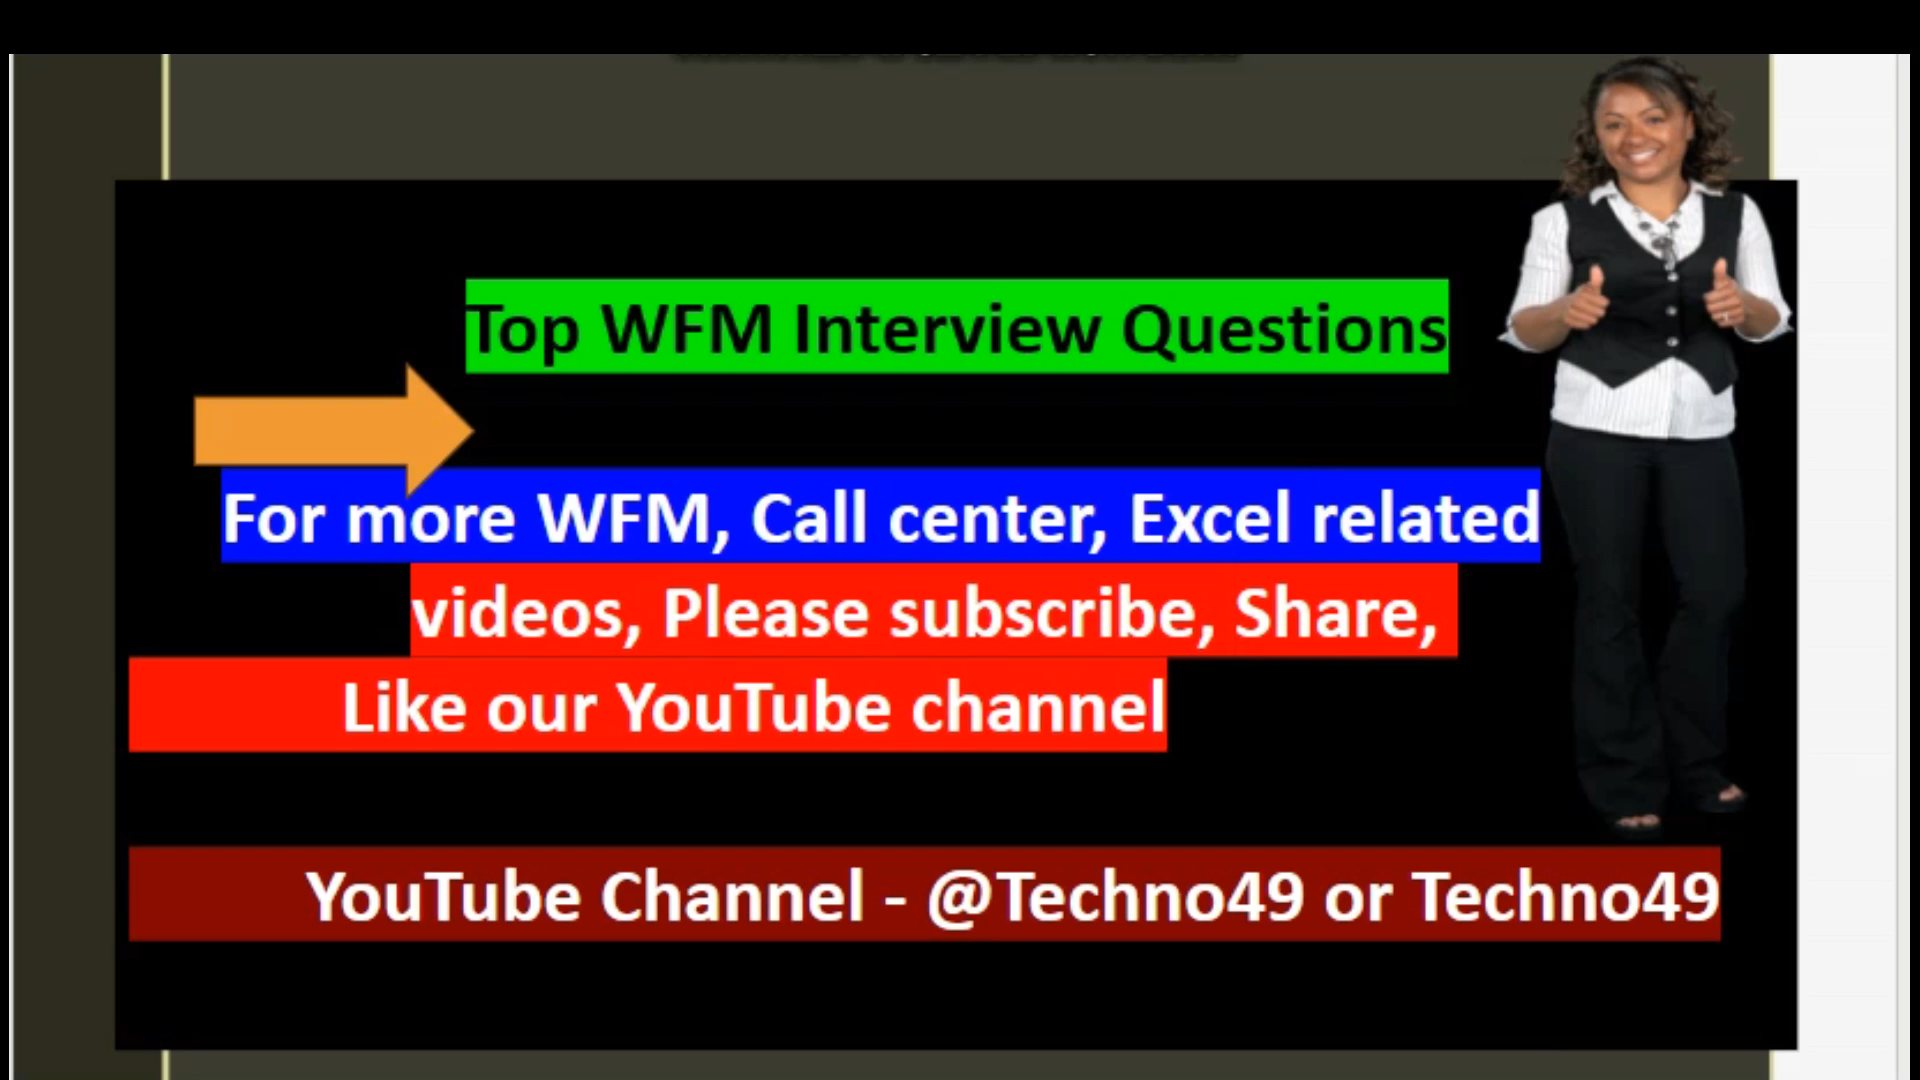 Top WFM Interview Questions
For more WFM, Call center, Excel related
videos, Please subscribe, Share,
Like our YouTube channel
YouTube Channel - @Techno49 or Techno49